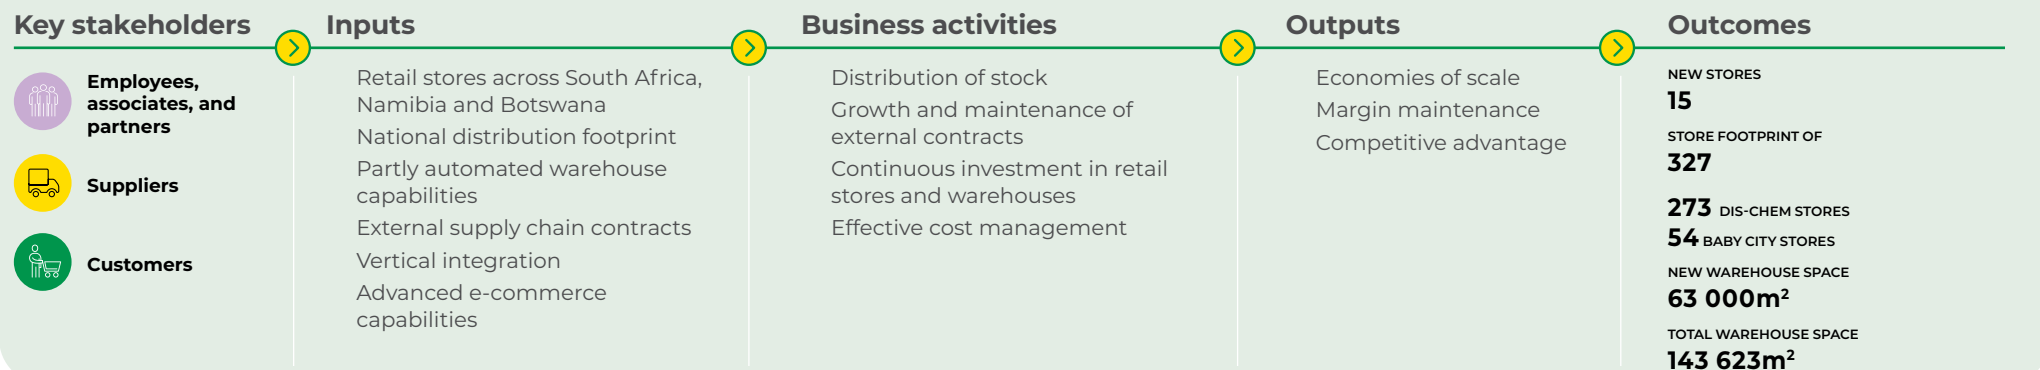 Key stakeholders
Employees,
associates, and
partners
Suppliers
Customers
Inputs
Retail stores across South Africa,
Namibia and Botswana
National distribution footprint
Partly automated warehouse
capabilities
External supply chain contracts
Vertical integration
Advanced e-commerce
capabilities
Business activities
Distribution of stock
Growth and maintenance of
external contracts
Continuous investment in retail
stores and warehouses
Effective cost management
Outputs
Economies of scale
Margin maintenance
Competitive advantage
Outcomes
NEW STORES
15
STORE FOOTPRINT OF
327
273 DIS-CHEM STORES
54 BABY CITY STORES
NEW WAREHOUSE SPACE
63 000m²
TOTAL WAREHOUSE SPACE
143 623m²